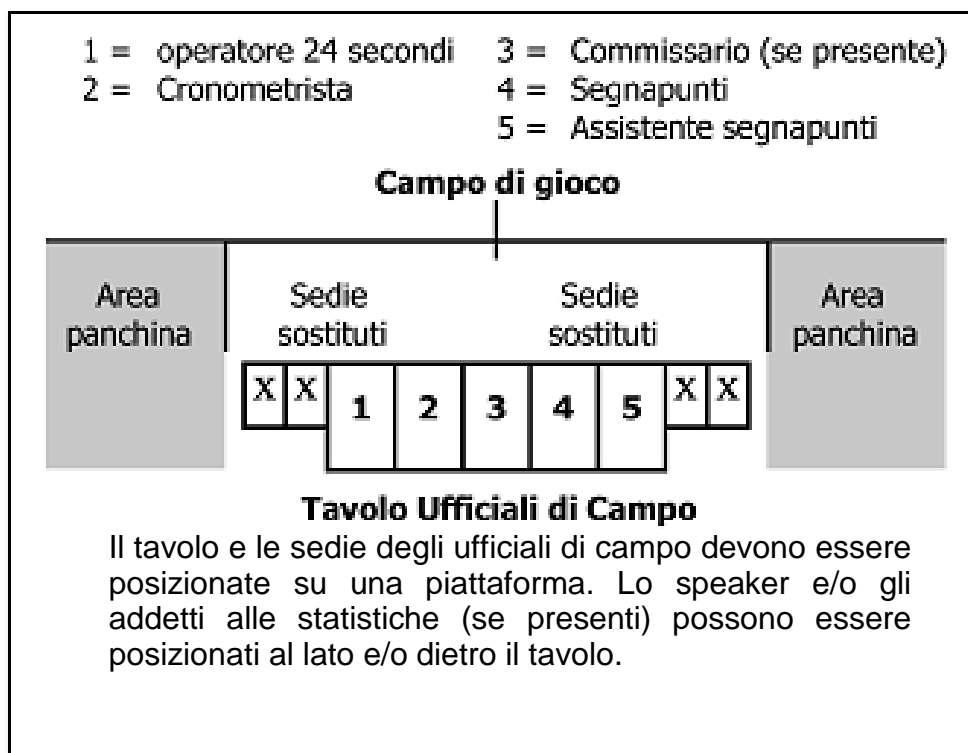 1 = operatore 24 secondi 3 = Commissario (se presente)
2 = Cronometrista 4 = Segnapunti
5 = Assistente segnapunti
Campo di gioco
Area panchina
Sedie sostituti
Sedie sostituti
Area panchina
X X 1 2 3 4 5 X X
Tavolo Ufficiali di Campo
Il tavolo e le sedie degli ufficiali di campo devono essere
posizionate su una piattaforma. Lo speaker e/o gli
addetti alle statistiche (se presenti) possono essere
posizionati al lato e/o dietro il tavolo.